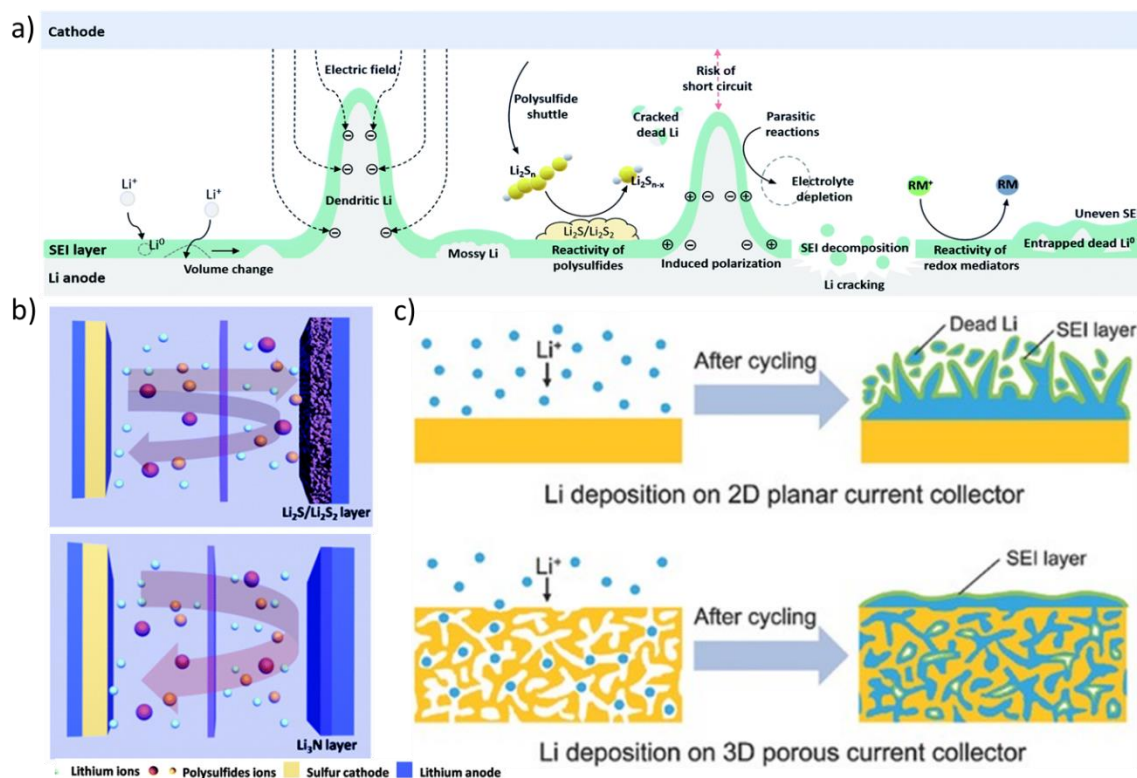 a)
Cathode
Electric field
Risk of
short circuit
Polysulfide
shuttle
Cracked
dead Li
Parasitic
reactions
Li⁺
Li⁺
Li₂Sₙ
Li₂Sₙ₋ₓ
RM⁺
RM
Dendritic Li
Electrolyte
depletion
Li⁰
Li₂S/Li₂S₂
Uneven SE
SEI layer
Volume change
Mossy Li
Reactivity of
polysulfides
Induced polarization
SEI decomposition
Reactivity of
redox mediators
Entrapped dead Li⁰
Li anode
Li cracking
b)
Li₂S/Li₂S₂ layer
Li₃N layer
Lithium ions
Polysulfides ions
Sulfur cathode
Lithium anode
c)
Li⁺
After cycling
Dead Li
SEI layer
Li deposition on 2D planar current collector
Li⁺
After cycling
SEI layer
Li deposition on 3D porous current collector